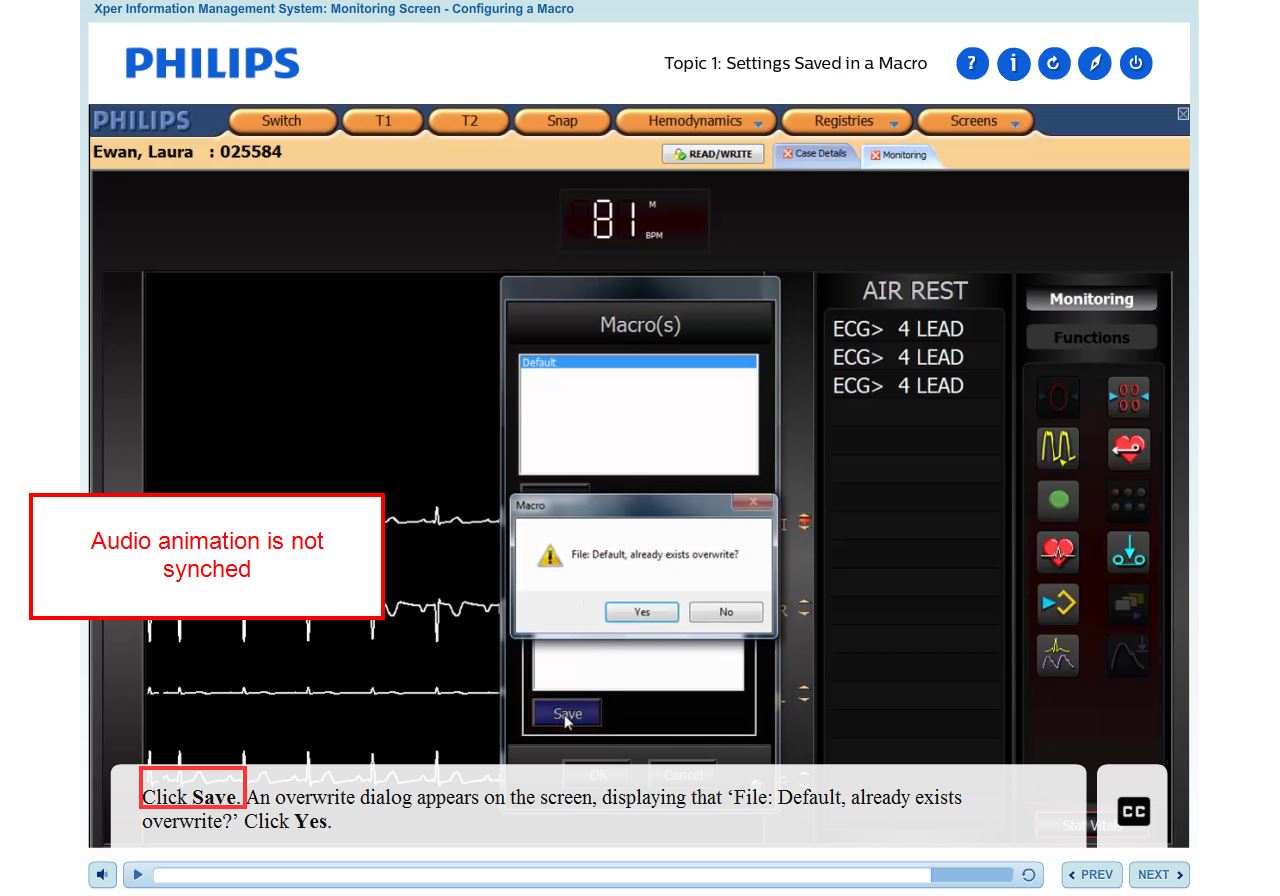 Xper Information Management System: Monitoring Screen - Configuring a Macro
PHILIPS
Topic 1: Settings Saved in a Macro
?
i
PHILIPS
Switch
T1
T2
Snap
Hemodynamics
Registries
Screens
Ewan, Laura : 025584
READ/WRITE
Case Details
Monitoring
81
M
BPM
AIR REST
ECG> 4 LEAD
ECG> 4 LEAD
ECG> 4 LEAD
Monitoring
Functions
Macro(s)
Default
Macro
File: Default, already exists overwrite?
Yes
No
I
R
Save
OK
Cancel
Audio animation is not
synched
Click Save. An overwrite dialog appears on the screen, displaying that ‘File: Default, already exists
overwrite?’ Click Yes.
CC
Stat Vitals
PREV
NEXT